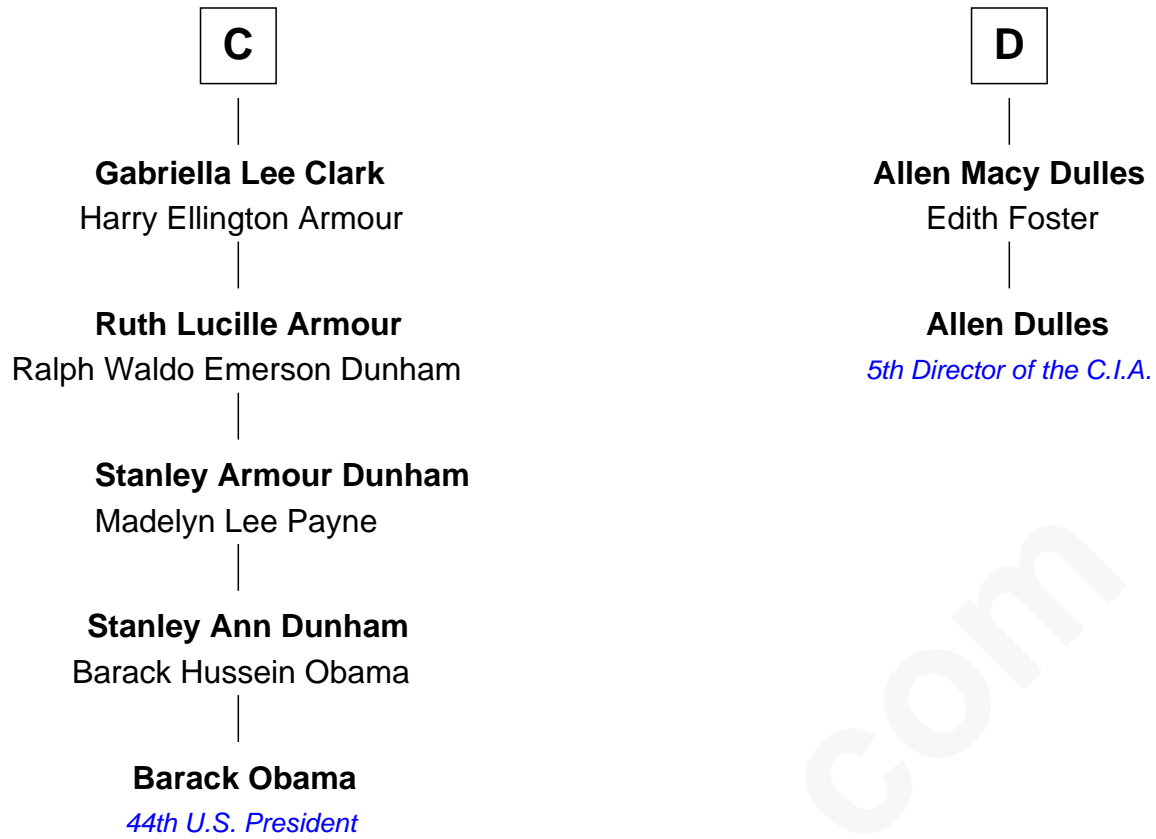 C
Gabriella Lee Clark
Harry Ellington Armour
Ruth Lucille Armour
Ralph Waldo Emerson Dunham
Stanley Armour Dunham
Madelyn Lee Payne
Stanley Ann Dunham
Barack Hussein Obama
Barack Obama
44th U.S. President
D
Allen Macy Dulles
Edith Foster
Allen Dulles
5th Director of the C.I.A.
com